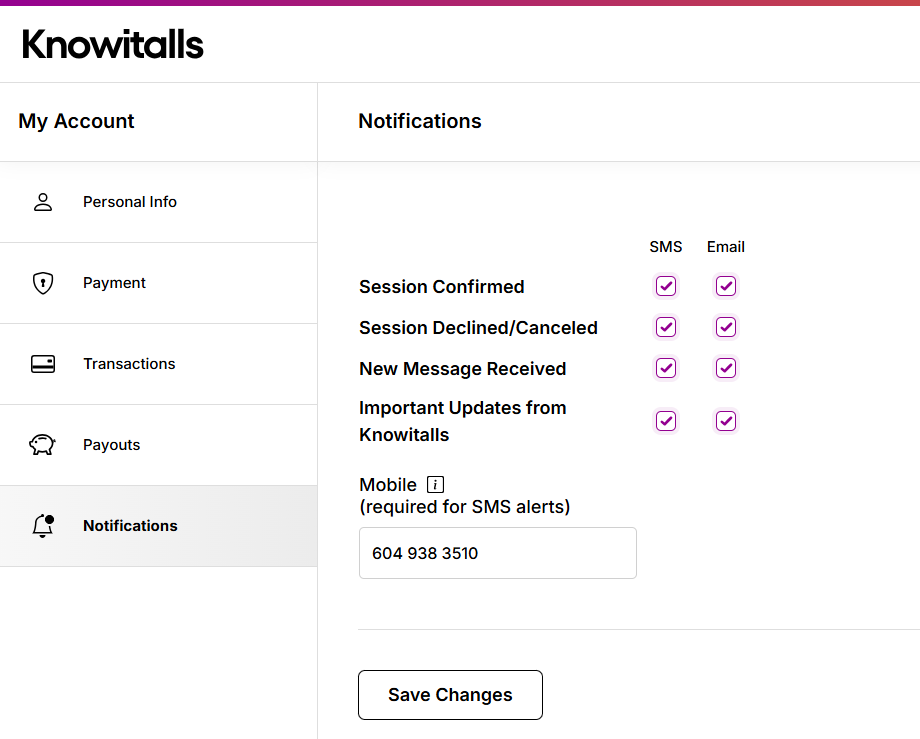 Knowitalls
My Account
Notifications
Personal Info
Payment
Transactions
Payouts
Notifications
SMS Email
Session Confirmed
Session Declined/Canceled
New Message Received
Important Updates from
Knowitalls
Mobile i
(required for SMS alerts)
604 938 3510
Save Changes